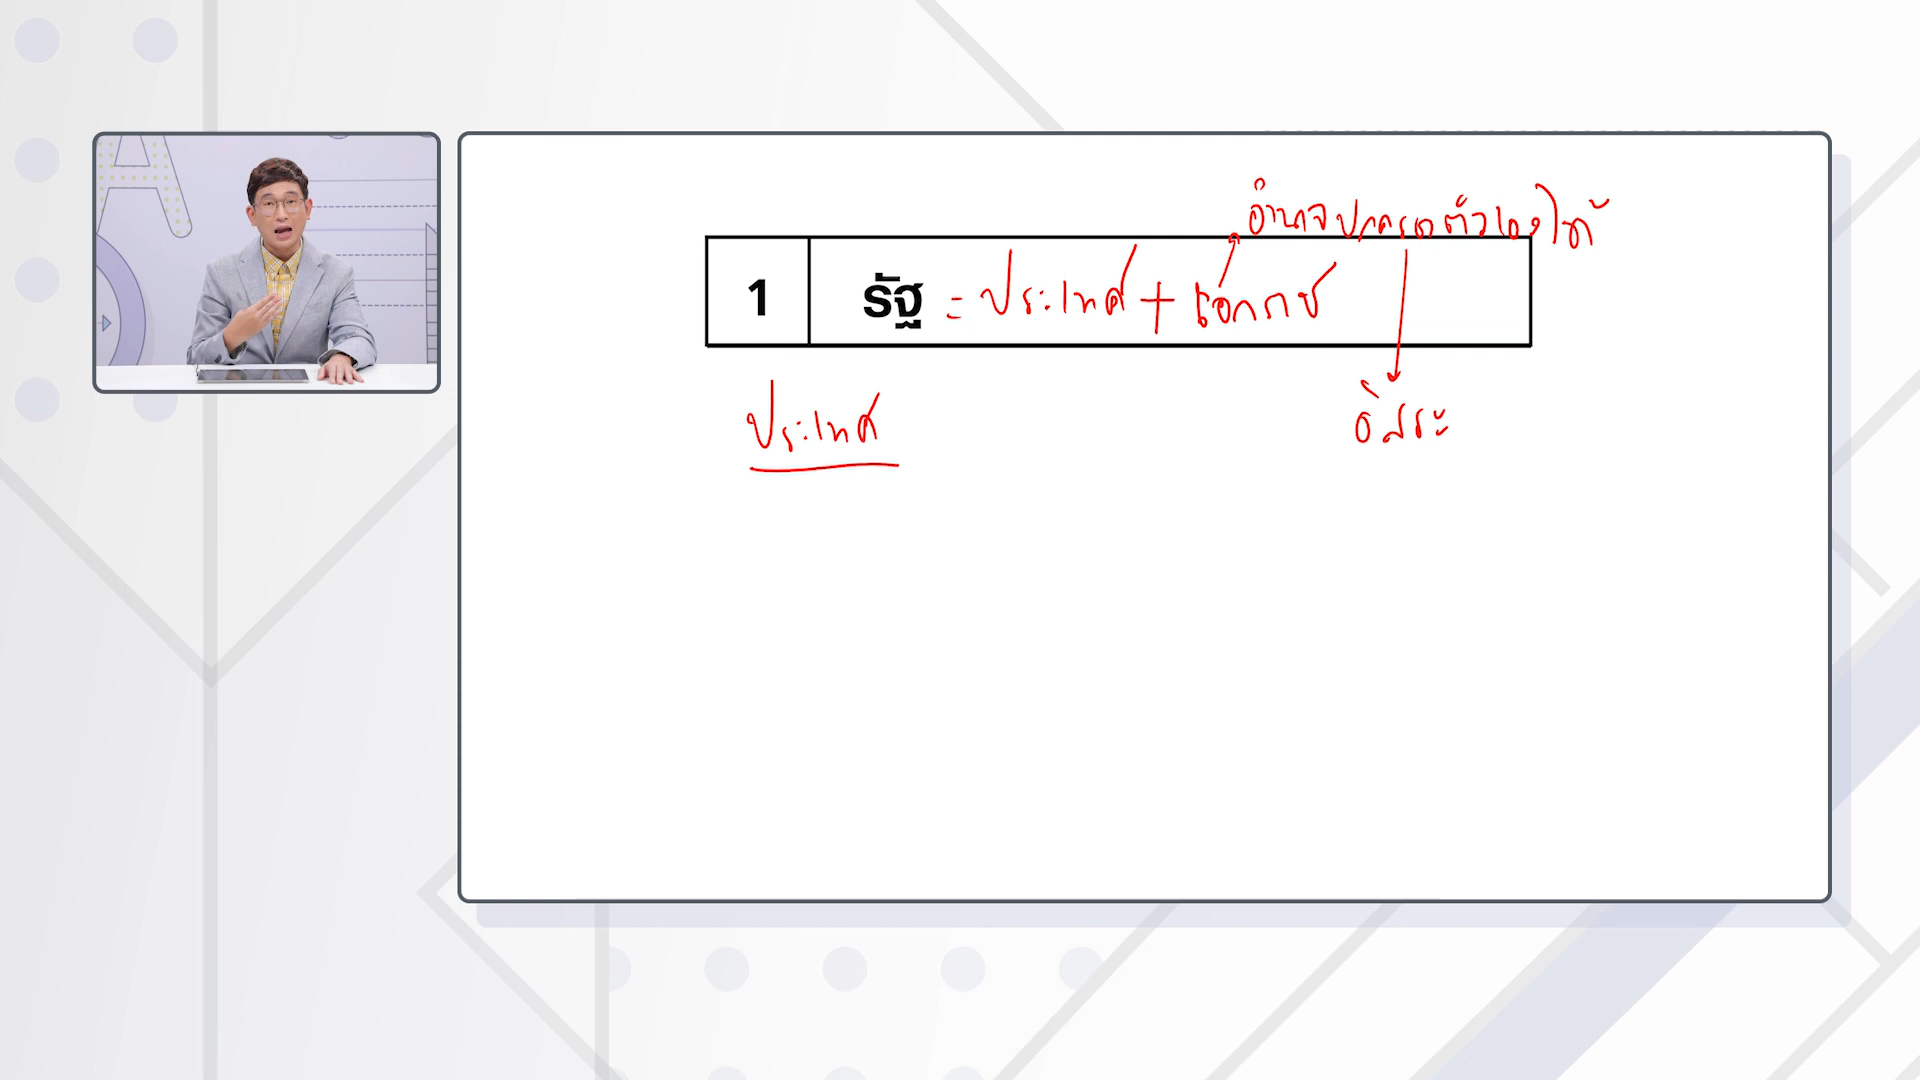 อำนาจปกครองตัวเองได้
1 รัฐ = ประเทศ + เอกราช
ประเทศ
อิสระ